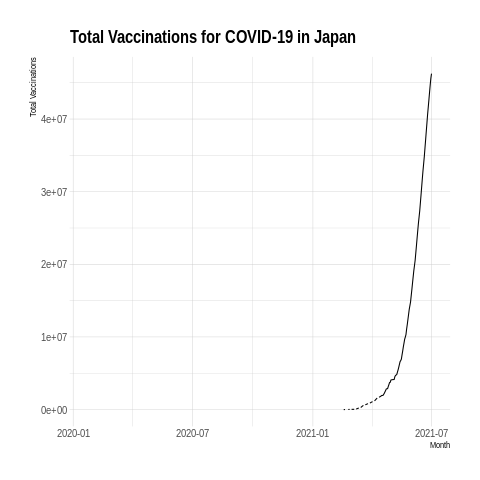 Total Vaccinations for COVID-19 in Japan
Total Vaccinations
4e+07
3e+07
2e+07
1e+07
0e+00
2020-01 2020-07 2021-01 2021-07
Month